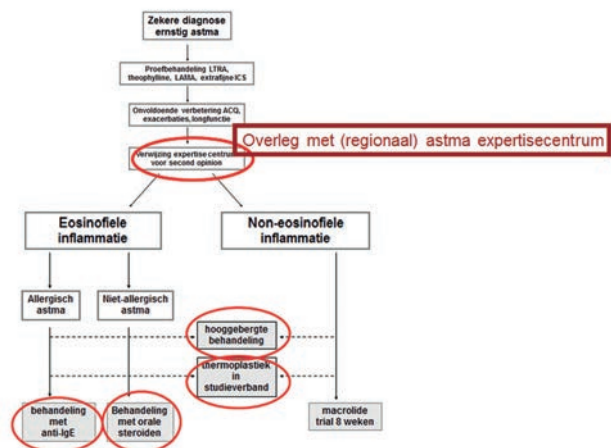 Zekere diagnose
ernstig astma
Proefbehandeling LTRA,
theophylline, LAMA, extrafijne ICS
Onvoldoende verbetering ACQ,
exacerbaties, longfunctie
Overleg met (regionaal) astma expertisecentrum
Verwijzing expertise centrum
voor second opinion
Eosinofiele
inflammatie
Non-eosinofiele
inflammatie
Allergisch
astma
Niet-allergisch
astma
hooggebergte
behandeling
thermoplastiek
in
studieverband
behandeling
met
anti-IgE
Behandeling
met orale
steroiden
macrolide
trial 8 weken